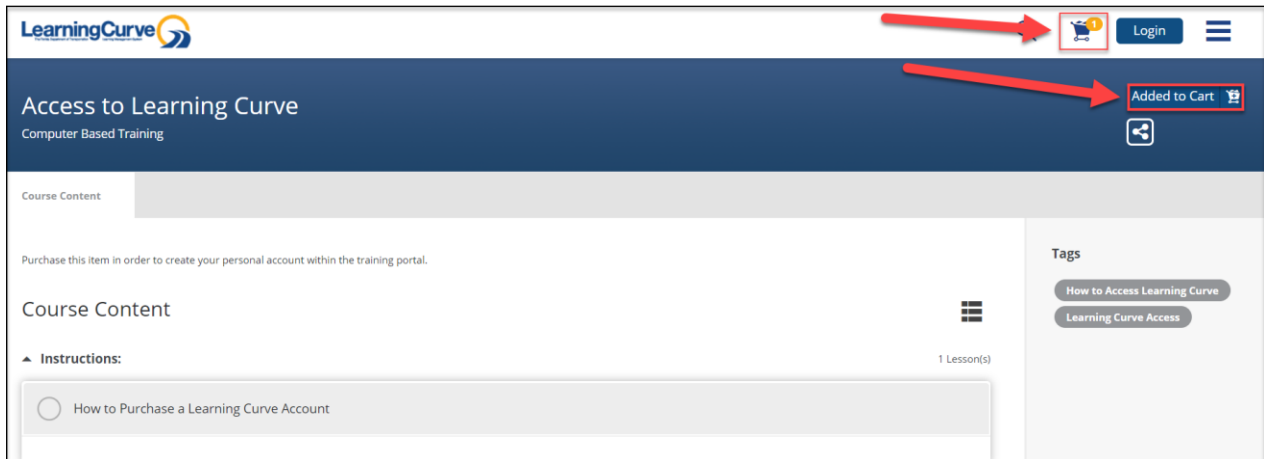 LearningCurve
1
Login
Access to Learning Curve
Added to Cart
Computer Based Training
Course Content
Purchase this item in order to create your personal account within the training portal.
Tags
How to Access Learning Curve
Learning Curve Access
Course Content
Instructions:
1 Lesson(s)
How to Purchase a Learning Curve Account